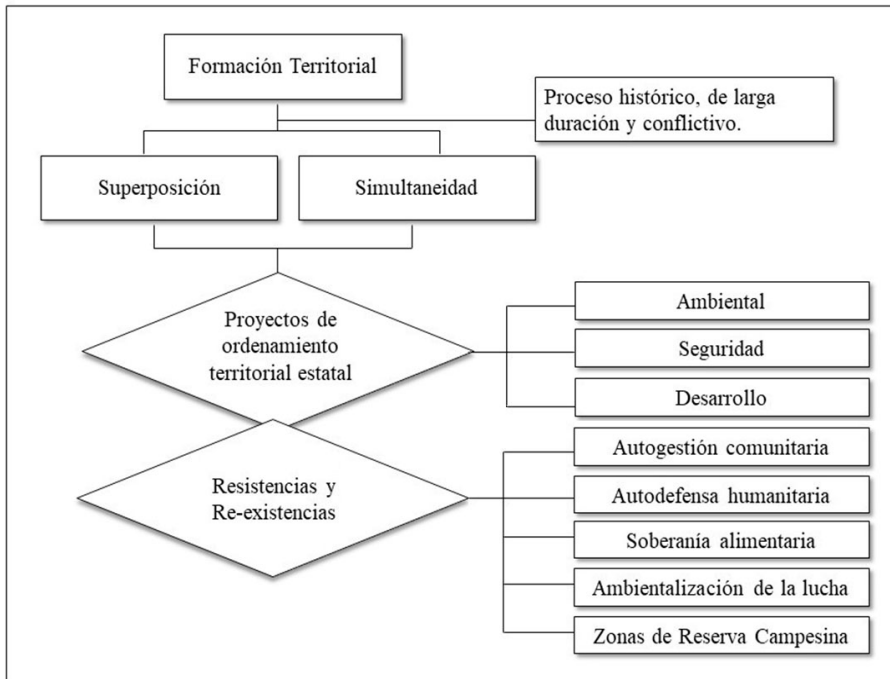 Formación Territorial
Proceso histórico, de larga
duración y conflictivo.
Superposición
Simultaneidad
Proyectos de
ordenamiento
territorial estatal
Ambiental
Seguridad
Desarrollo
Resistencias y
Re-existencias
Autogestión comunitaria
Autodefensa humanitaria
Soberanía alimentaria
Ambientalización de la lucha
Zonas de Reserva Campesina